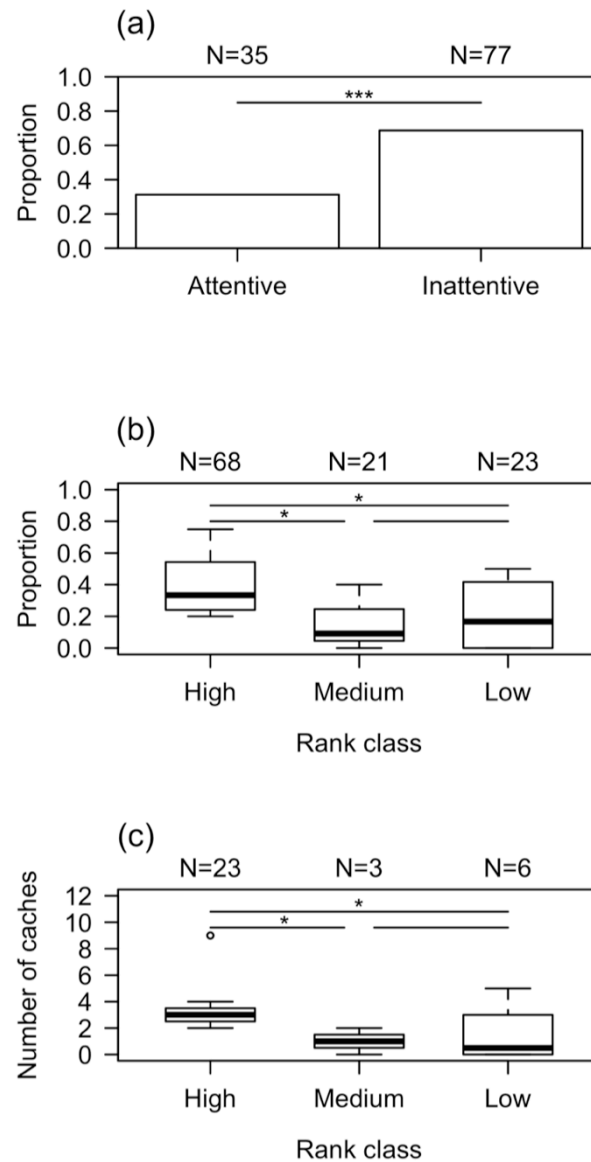 (a)
N=35 N=77
1.0
0.8
0.6
0.4
0.2
0.0
Proportion
***
Attentive Inattentive
(b)
N=68 N=21 N=23
1.0
0.8
0.6
0.4
0.2
0.0
Proportion
*
*
High Medium Low
Rank class
(c)
N=23 N=3 N=6
12
10
8
6
4
2
0
Number of caches
*
*
High Medium Low
Rank class